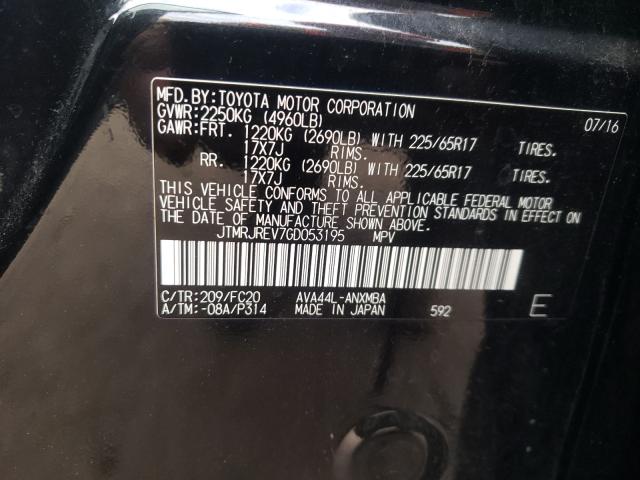 MFD.BY:TOYOTA MOTOR CORPORATION 07/16
GVWR:2250KG (4960LB)
GAWR:FRT. 1220KG (2690LB) WITH 225/65R17 TIRES.
17X7J RIMS.
RR. 1220KG (2690LB) WITH 225/65R17 TIRES.
17X7J RIMS.
THIS VEHICLE CONFORMS TO ALL APPLICABLE FEDERAL MOTOR
VEHICLE SAFETY AND THEFT PREVENTION STANDARDS IN EFFECT ON
THE DATE OF MANUFACTURE SHOWN ABOVE.
JTMRJREV7GD053195 MPV
C/TR:209/FC20 AVA44L-ANXMBA
A/TM:-08A/P314 MADE IN JAPAN 592 E